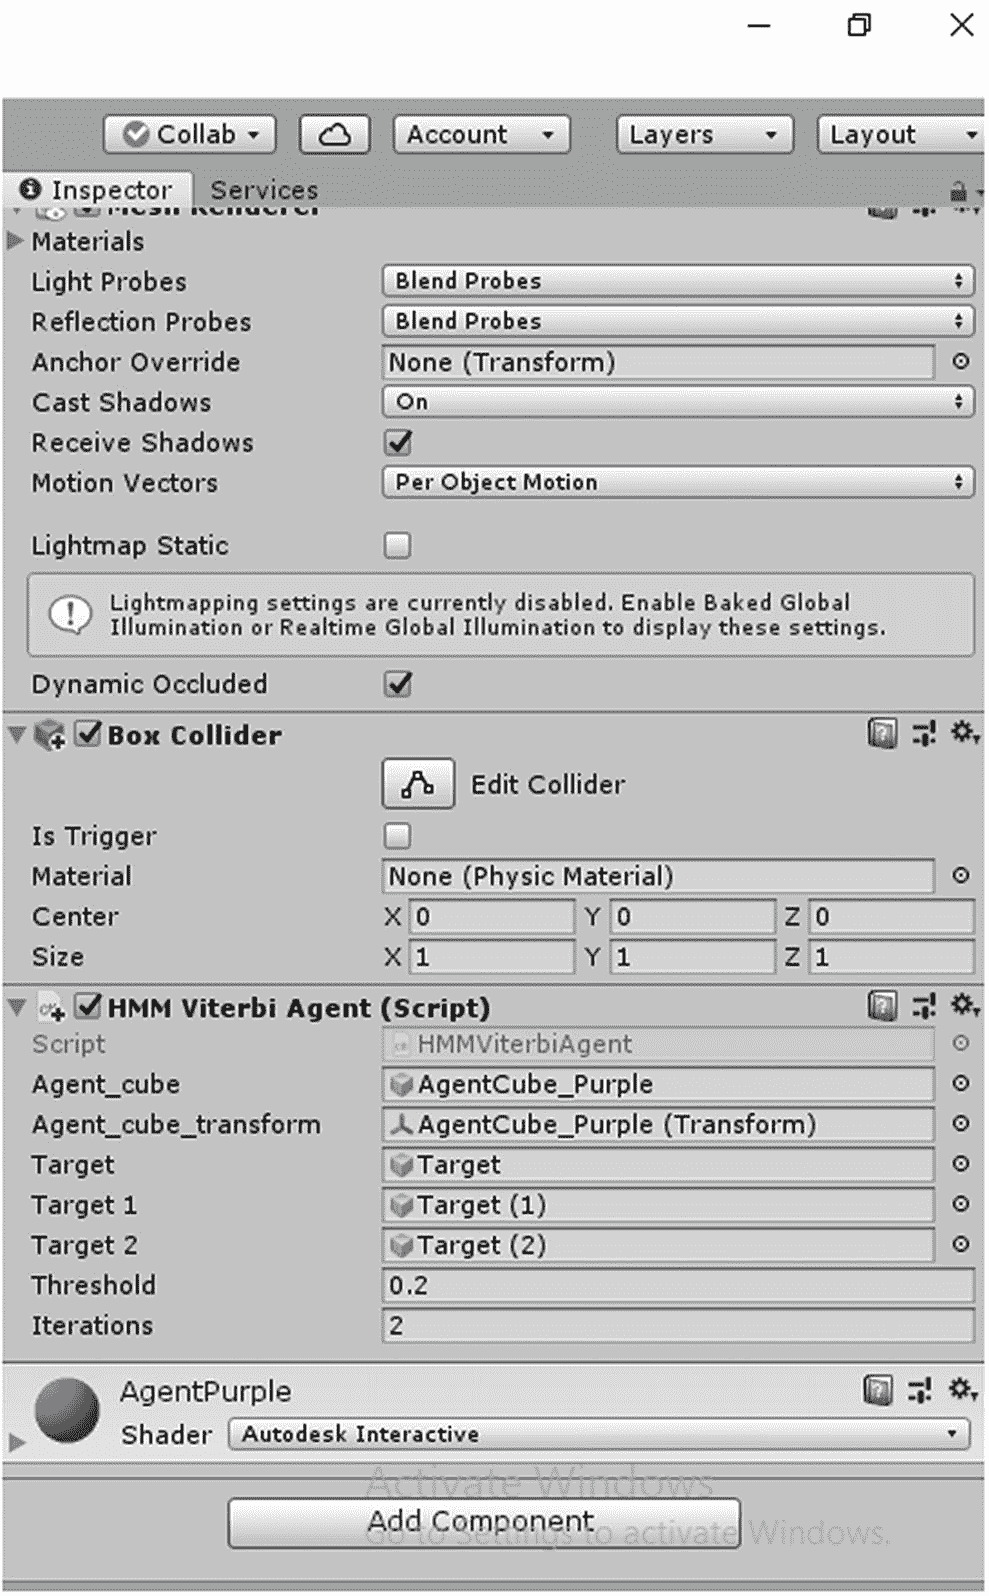 Collab Account Layers Layout
Inspector Services
Mesh Renderer
Materials
Light Probes Blend Probes
Reflection Probes Blend Probes
Anchor Override None (Transform)
Cast Shadows On
Receive Shadows
Motion Vectors Per Object Motion
Lightmap Static
Lightmapping settings are currently disabled. Enable Baked Global
Illumination or Realtime Global Illumination to display these settings.
Dynamic Occluded
Box Collider
Edit Collider
Is Trigger
Material None (Physic Material)
Center X 0 Y 0 Z 0
Size X 1 Y 1 Z 1
HMM Viterbi Agent (Script)
Script HMMViterbiAgent
Agent_cube AgentCube_Purple
Agent_cube_transform AgentCube_Purple (Transform)
Target Target
Target 1 Target (1)
Target 2 Target (2)
Threshold 0.2
Iterations 2
AgentPurple
Shader Autodesk Interactive
Activate Windows
Add Component
Go to Settings to activate Windows.